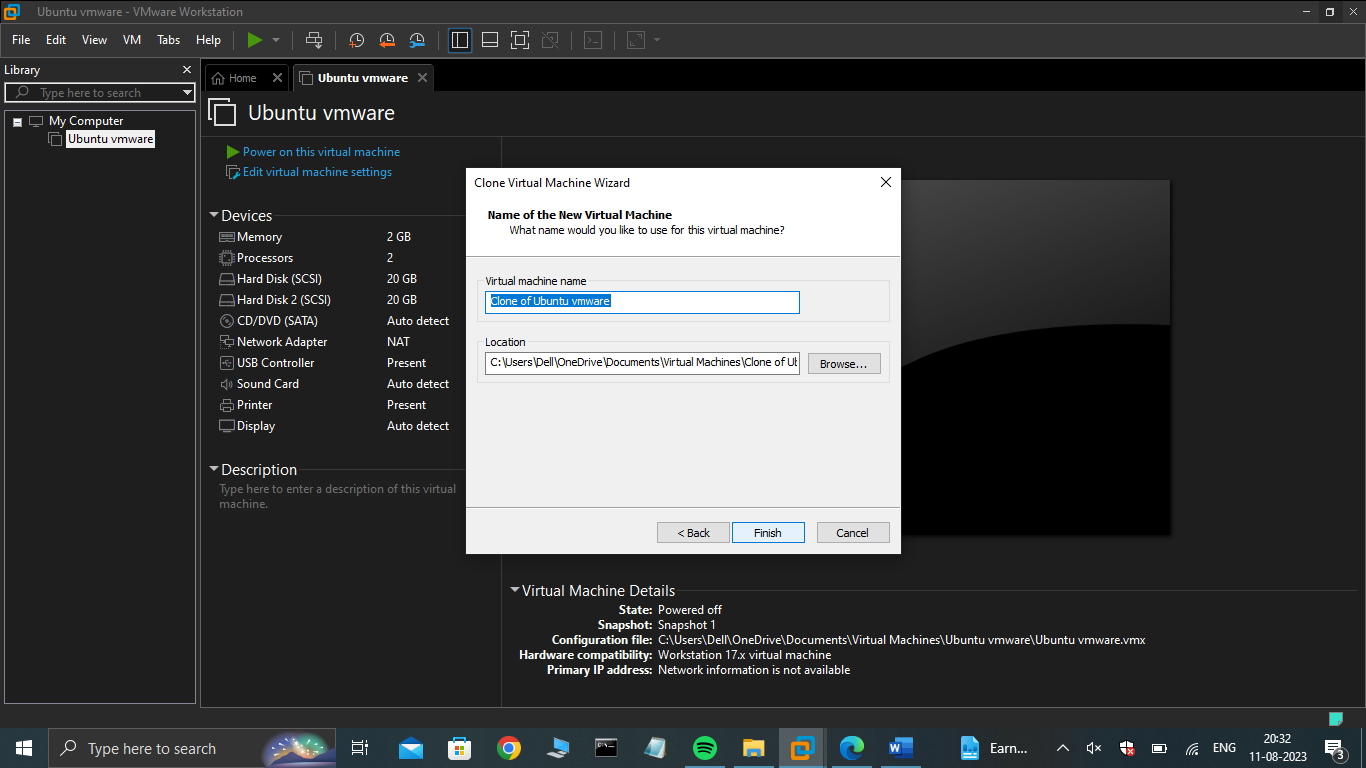 Ubuntu vmware - VMware Workstation
File Edit View VM Tabs Help
Library
Type here to search
My Computer
Ubuntu vmware
Home
Ubuntu vmware
Ubuntu vmware
Power on this virtual machine
Edit virtual machine settings
Devices
Memory 2 GB
Processors 2
Hard Disk (SCSI) 20 GB
Hard Disk 2 (SCSI) 20 GB
CD/DVD (SATA) Auto detect
Network Adapter NAT
USB Controller Present
Sound Card Auto detect
Printer Present
Display Auto detect
Description
Type here to enter a description of this virtual
machine.
Clone Virtual Machine Wizard
Name of the New Virtual Machine
What name would you like to use for this virtual machine?
Virtual machine name
Clone of Ubuntu vmware
Location
C:\Users\Dell\OneDrive\Documents\Virtual Machines\Clone of Ub
Browse...
< Back Finish Cancel
Virtual Machine Details
State: Powered off
Snapshot: Snapshot 1
Configuration file: C:\Users\Dell\OneDrive\Documents\Virtual Machines\Ubuntu vmware\Ubuntu vmware.vmx
Hardware compatibility: Workstation 17.x virtual machine
Primary IP address: Network information is not available
Type here to search
Earn...
ENG
20:32
11-08-2023
3